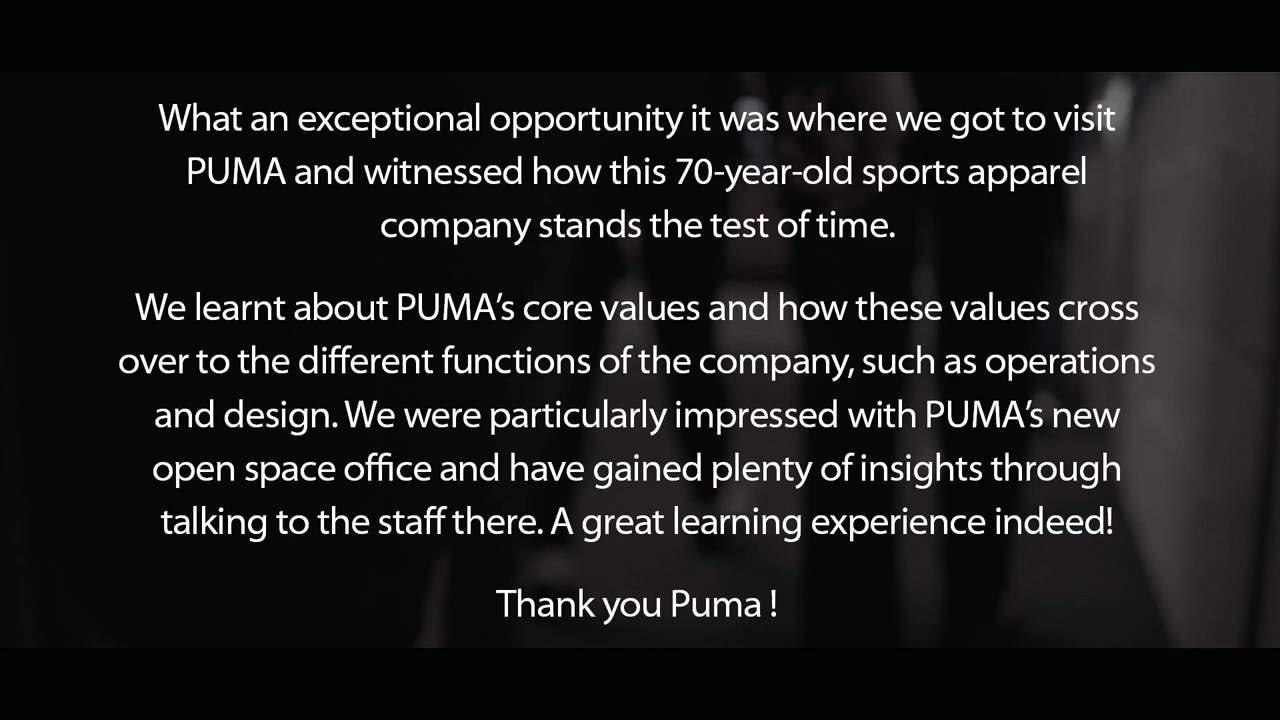 What an exceptional opportunity it was where we got to visit
PUMA and witnessed how this 70-year-old sports apparel
company stands the test of time.
We learnt about PUMA’s core values and how these values cross
over to the different functions of the company, such as operations
and design. We were particularly impressed with PUMA’s new
open space office and have gained plenty of insights through
talking to the staff there. A great learning experience indeed!
Thank you Puma !